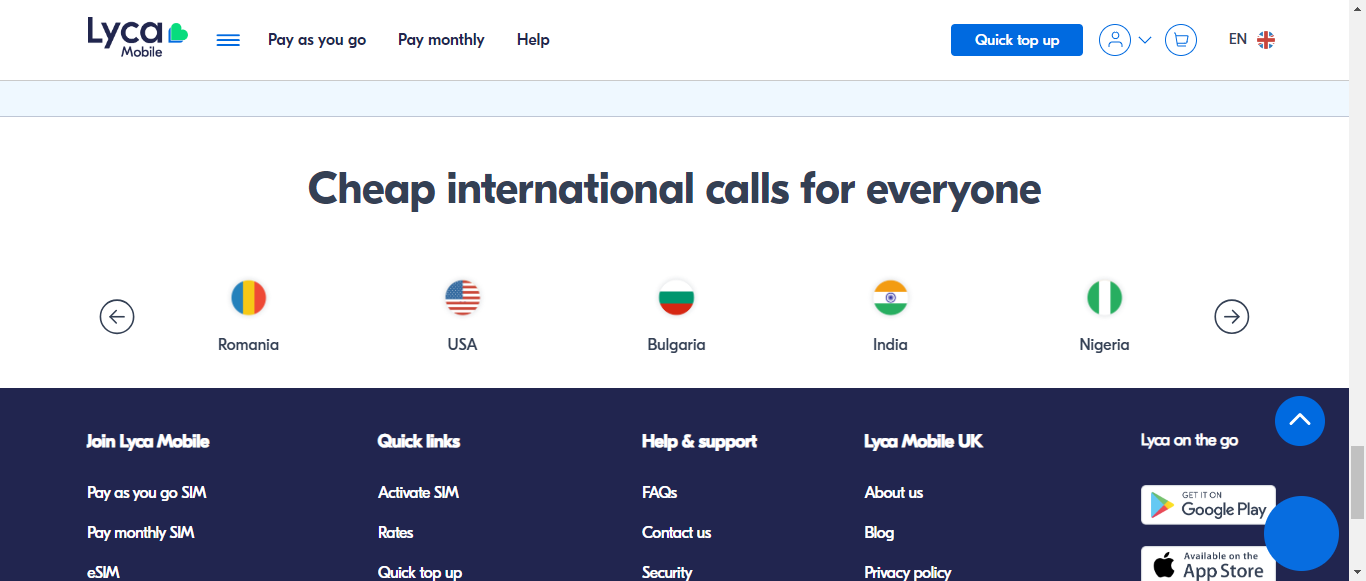 Lyca
Mobile
Pay as you go
Pay monthly
Help
Quick top up
EN
Cheap international calls for everyone
Romania
USA
Bulgaria
India
Nigeria
Join Lyca Mobile
Pay as you go SIM
Pay monthly SIM
eSIM
Quick links
Activate SIM
Rates
Quick top up
Help & support
FAQs
Contact us
Security
Lyca Mobile UK
About us
Blog
Privacy policy
Lyca on the go
GET IT ON
Google Play
Available on the
App Store